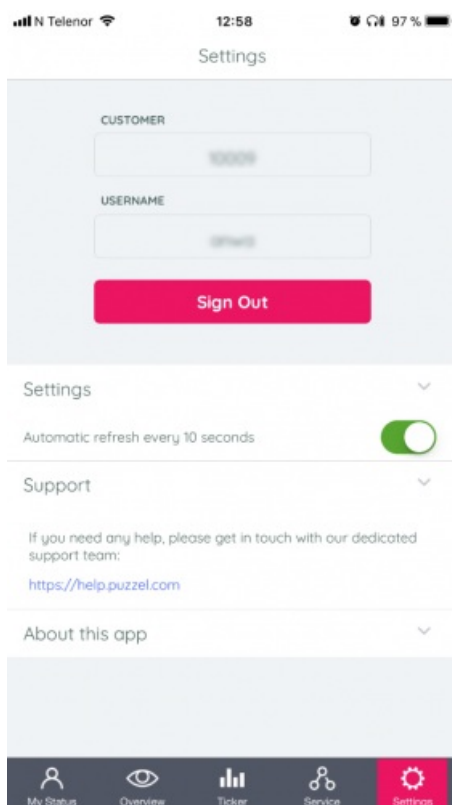 N Telenor 12:58 97 %
Settings
CUSTOMER
USERNAME
Sign Out
Settings
Automatic refresh every 10 seconds
Support
If you need any help, please get in touch with our dedicated
support team:
https://help.puzzel.com
About this app
My Status Overview Ticker Service Settings